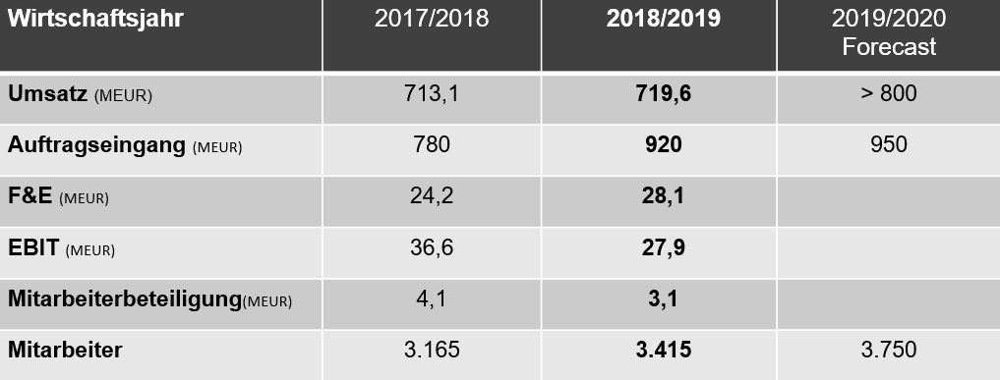 Wirtschaftsjahr 2017/2018 2018/2019 2019/2020
Forecast
Umsatz (MEUR) 713,1 719,6 > 800
Auftragseingang (MEUR) 780 920 950
F&E (MEUR) 24,2 28,1
EBIT (MEUR) 36,6 27,9
Mitarbeiterbeteiligung(MEUR) 4,1 3,1
Mitarbeiter 3.165 3.415 3.750